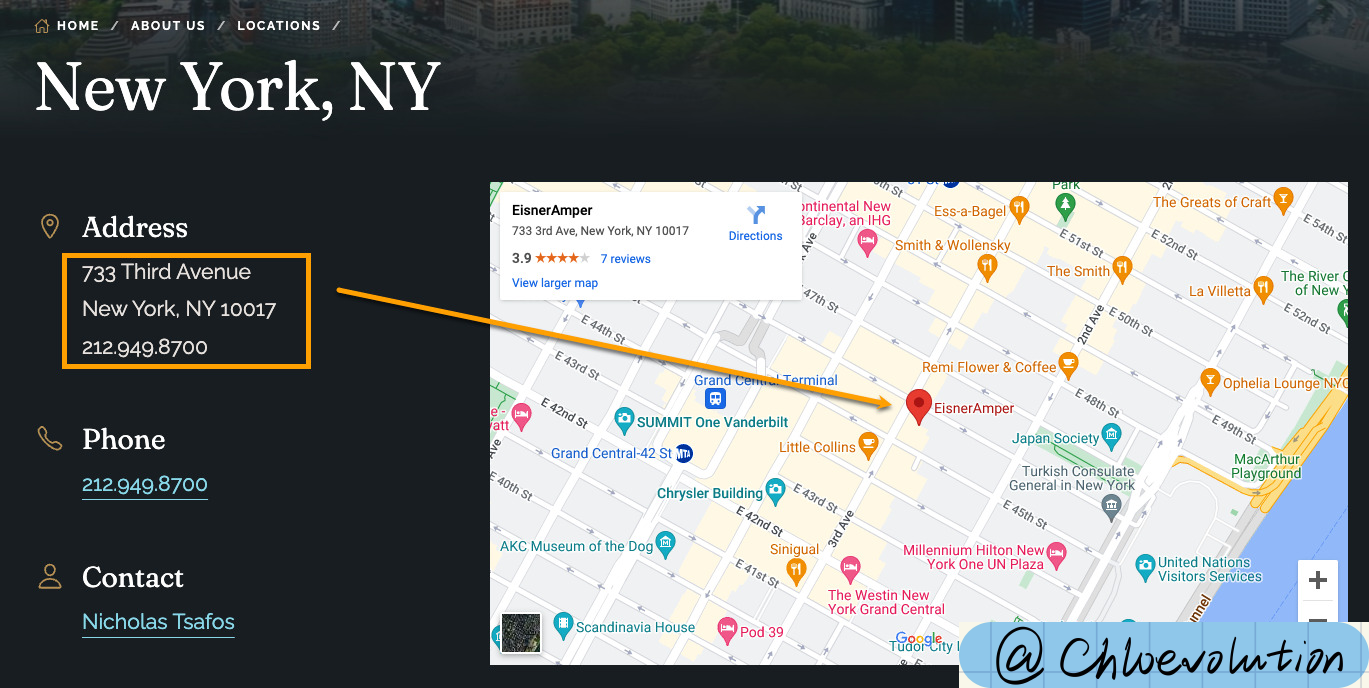 HOME / ABOUT US / LOCATIONS /
New York, NY
Address
733 Third Avenue
New York, NY 10017
212.949.8700
Phone
212.949.8700
Contact
Nicholas Tsafos
EisnerAmper
733 3rd Ave, New York, NY 10017
3.9
7 reviews
View larger map
Directions
ontinental New
Barclay, an IHG
Ess-a-Bagel
Park
The Greats of Craft
E 54th St
Smith & Wollensky
E 51st St
E 52nd St
The Smith
The River C
of New Y
La Villetta
E 47th St
E 44th St
2nd Ave
E 50th St
E 52nd St
E 43rd St
Remi Flower & Coffee
Grand Central Terminal
Ophelia Lounge NYC
E 42nd St
E 48th St
EisnerAmper
att
SUMMIT One Vanderbilt
E 49th St
Little Collins
Japan Society
Grand Central-42 St
MTA
MacArthur
Playground
E 40th St
Turkish Consulate
General in New York
Chrysler Building
E 43rd St
E 45th St
E 42nd St
3rd Ave
AKC Museum of the Dog
Sinigual
Millennium Hilton New
York One UN Plaza
E 41st St
United Nations
Visitors Services
The Westin New
York Grand Central
unnel
Scandinavia House
Pod 39
Google
Tudor City
@ Chloevolution